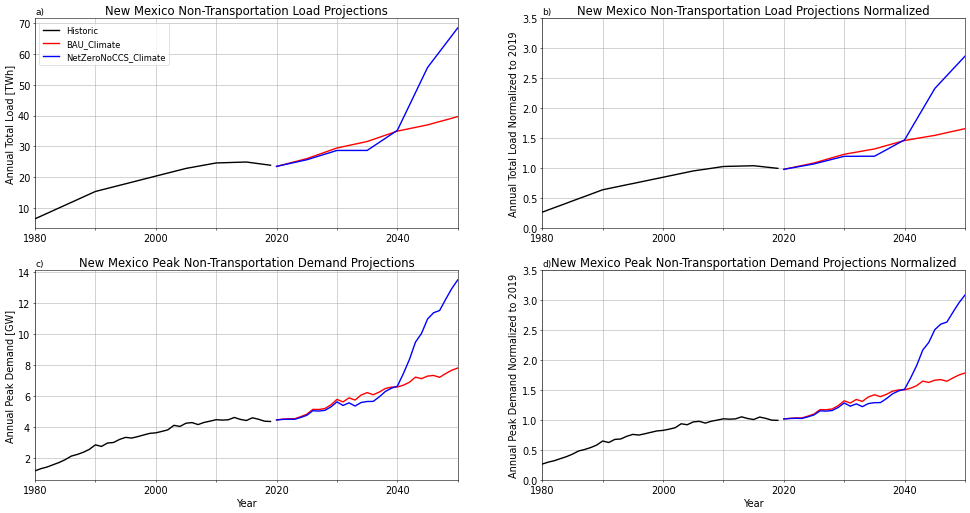 a) New Mexico Non-Transportation Load Projections
Annual Total Load [TWh]
70
60
50
40
30
20
10
Historic
BAU_Climate
NetZeroNoCCS_Climate
1980 2000 2020 2040
b) New Mexico Non-Transportation Load Projections Normalized
Annual Total Load Normalized to 2019
3.5
3.0
2.5
2.0
1.5
1.0
0.5
0.0
1980 2000 2020 2040
c) New Mexico Peak Non-Transportation Demand Projections
Annual Peak Demand [GW]
14
12
10
8
6
4
2
1980 2000 2020 2040
Year
d) New Mexico Peak Non-Transportation Demand Projections Normalized
Annual Peak Demand Normalized to 2019
3.5
3.0
2.5
2.0
1.5
1.0
0.5
0.0
1980 2000 2020 2040
Year